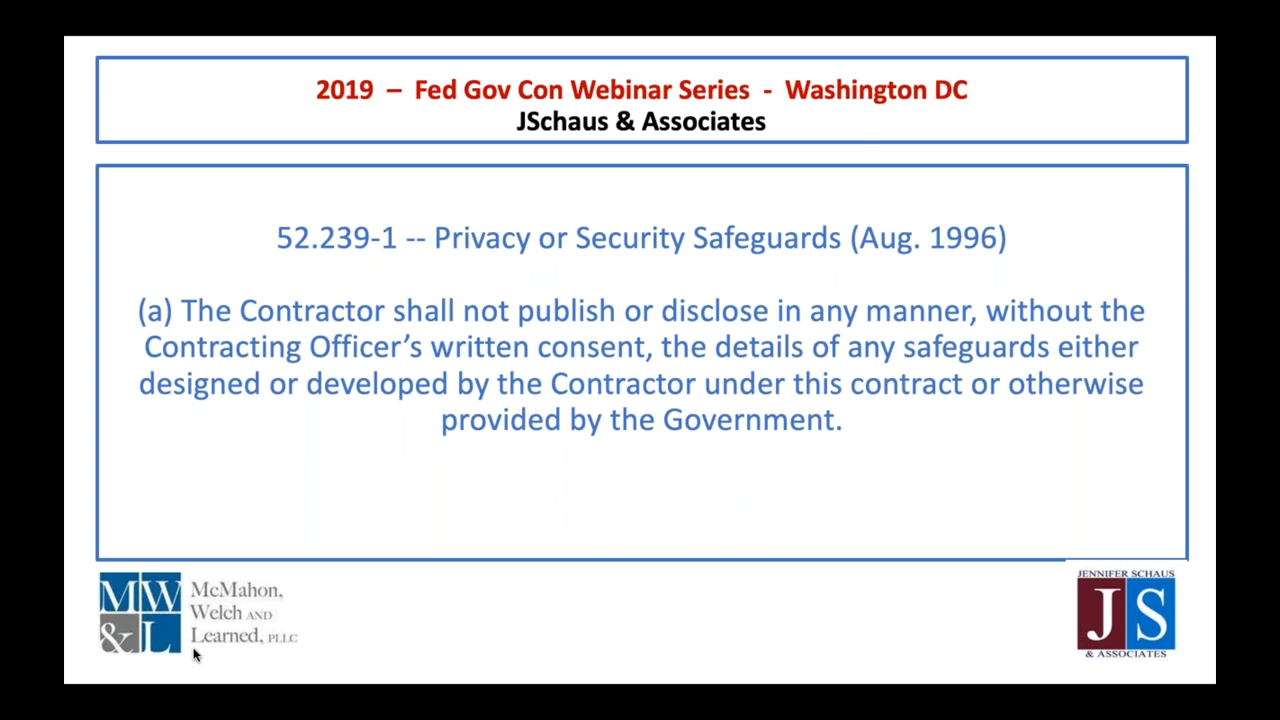 2019 – Fed Gov Con Webinar Series - Washington DC
JSchaus & Associates
52.239-1 -- Privacy or Security Safeguards (Aug. 1996)
(a) The Contractor shall not publish or disclose in any manner, without the
Contracting Officer’s written consent, the details of any safeguards either
designed or developed by the Contractor under this contract or otherwise
provided by the Government.
MW
&L
McMahon,
Welch AND
Learned, PLLC
JENNIFER SCHAUS
JS
& ASSOCIATES